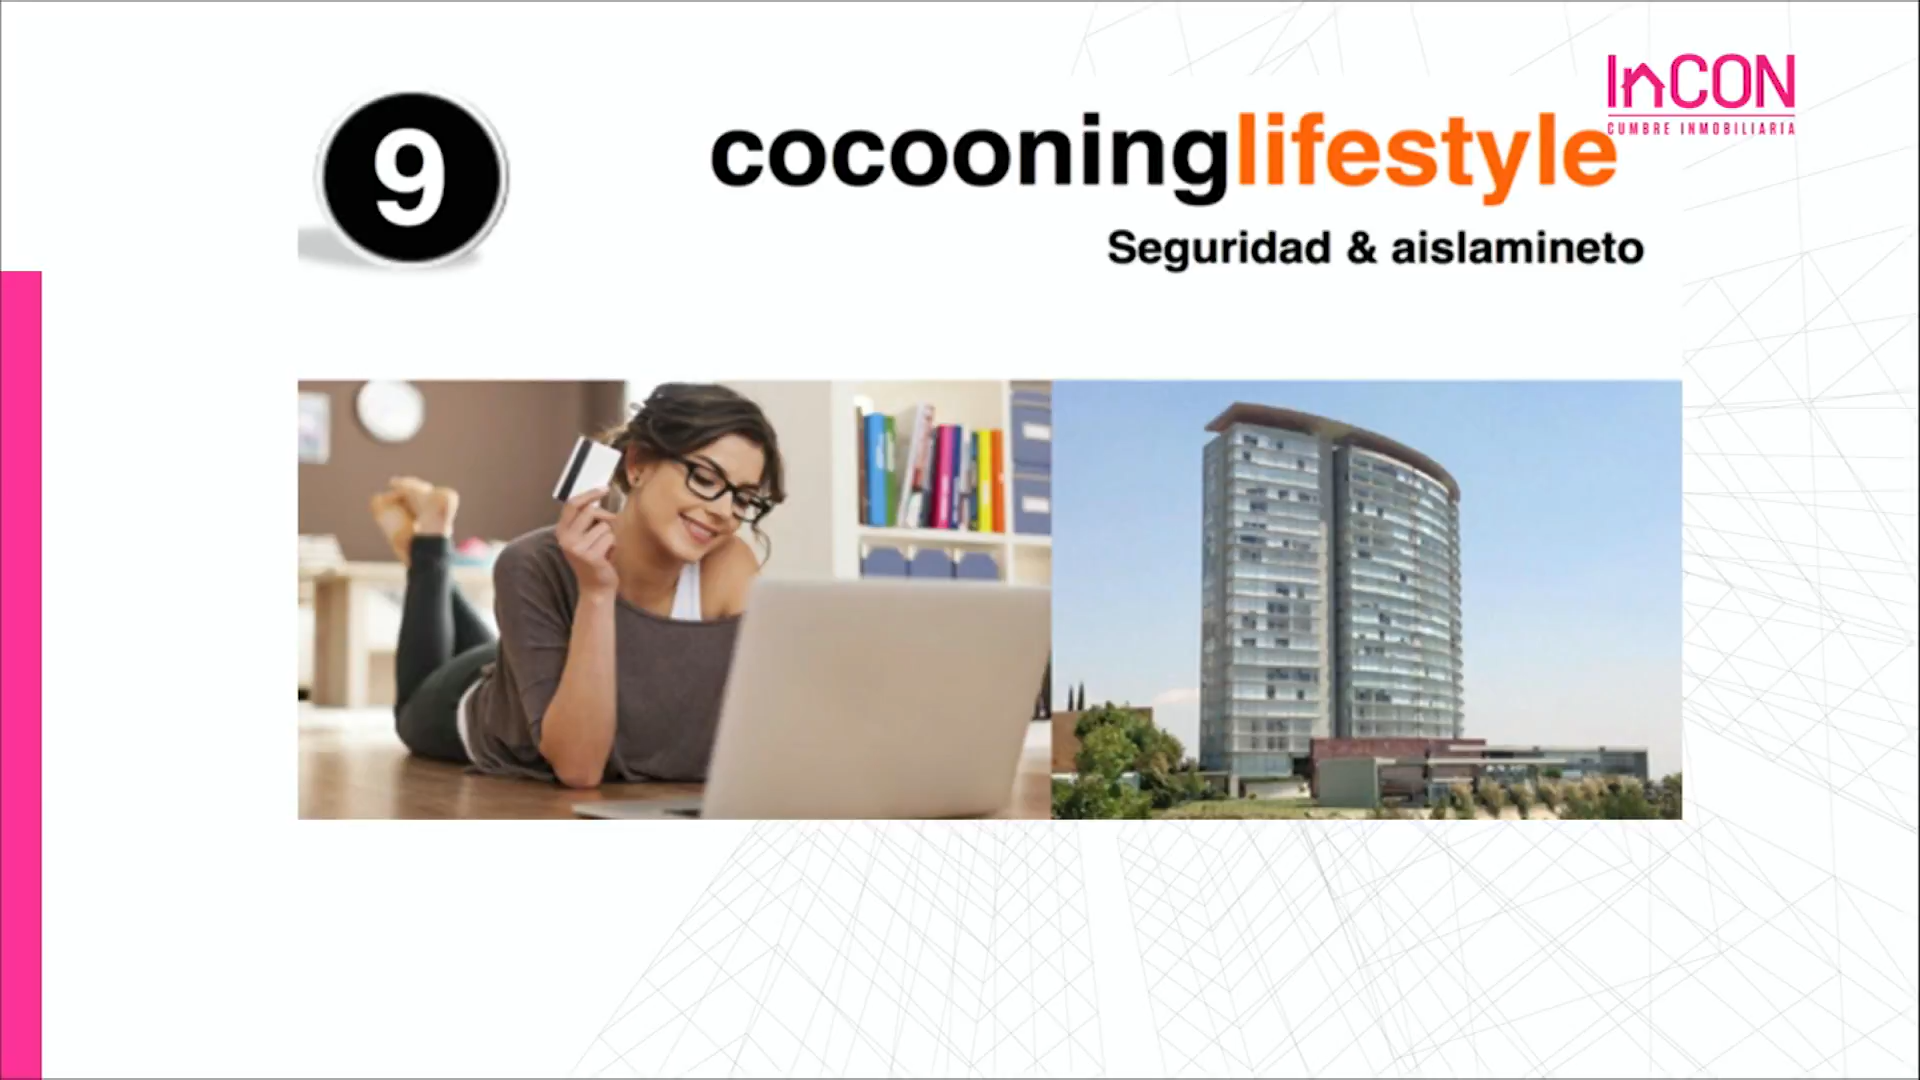 InCON
CUMBRE INMOBILIARIA
9
cocooninglifestyle
Seguridad & aislamineto